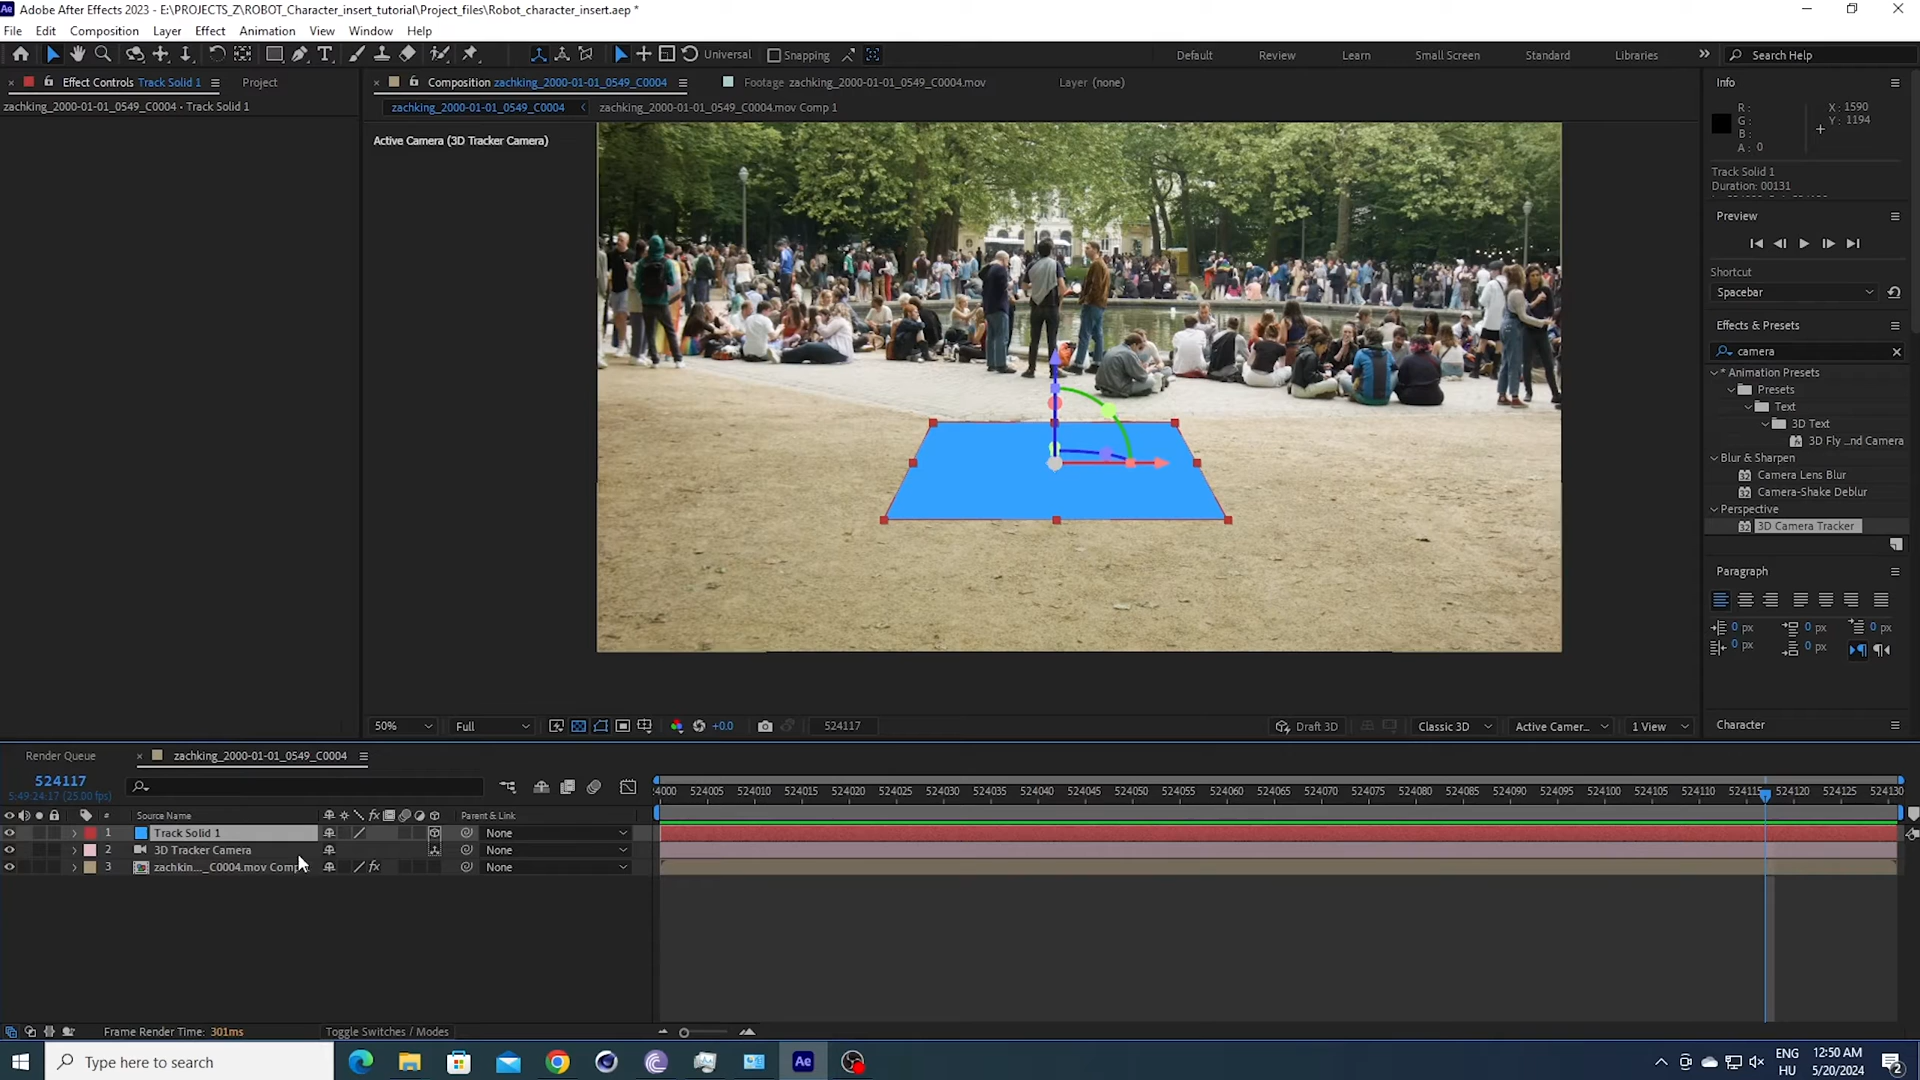 Adobe After Effects 2023 - E:\PROJECTS_Z\ROBOT_Character_insert_tutorial\Project_files\Robot_character_insert.aep *
File Edit Composition Layer Effect Animation View Window Help
Universal Snapping Default Review Learn Small Screen Standard Libraries Search Help
Effect Controls Track Solid 1 Project
zachking_2000-01-01_0549_C0004 • Track Solid 1
Composition zachking_2000-01-01_0549_C0004 Footage zachking_2000-01-01_0549_C0004.mov Layer (none)
zachking_2000-01-01_0549_C0004 zachking_2000-01-01_0549_C0004.mov Comp 1
Active Camera (3D Tracker Camera)
Info
R: X: 1590
G: Y: 1194
B:
A: 0
Track Solid 1
Duration: 00131
Preview
Shortcut
Spacebar
Effects & Presets
camera
* Animation Presets
Presets
Text
3D Text
3D Fly ...nd Camera
Blur & Sharpen
Camera Lens Blur
Camera-Shake Deblur
Perspective
3D Camera Tracker
Paragraph
0 px 0 px 0 px
0 px 0 px
Character
50% Full +0.0 524117 Draft 3D Classic 3D Active Camer... 1 View
Render Queue zachking_2000-01-01_0549_C0004
524117
5:49:24:17 (25.00 fps)
:4000 524005 524010 524015 524020 524025 524030 524035 524040 524045 524050 524055 524060 524065 524070 524075 524080 524085 524090 524095 524100 524105 524110 524115 524120 524125 524130
# Source Name fx Parent & Link
1 Track Solid 1 None
2 3D Tracker Camera None
3 zachkin..._C0004.mov Comp fx None
Frame Render Time: 301ms Toggle Switches / Modes
Type here to search
Ae
ENG 12:50 AM
HU 5/20/2024
2